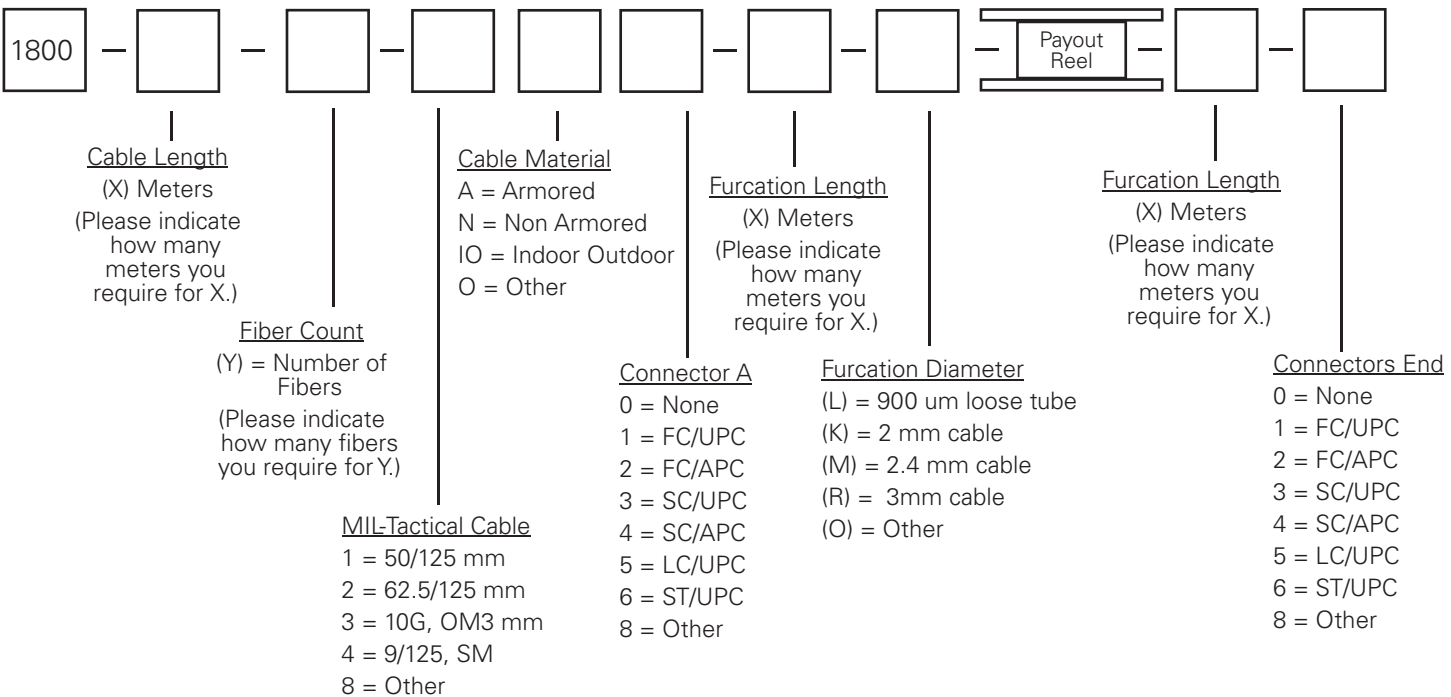 1800 — — — — — — Payout
Reel — —
Cable Length
(X) Meters
(Please indicate
how many
meters you
require for X.)
Fiber Count
(Y) = Number of
Fibers
(Please indicate
how many fibers
you require for Y.)
MIL-Tactical Cable
1 = 50/125 mm
2 = 62.5/125 mm
3 = 10G, OM3 mm
4 = 9/125, SM
8 = Other
Cable Material
A = Armored
N = Non Armored
IO = Indoor Outdoor
O = Other
Connector A
0 = None
1 = FC/UPC
2 = FC/APC
3 = SC/UPC
4 = SC/APC
5 = LC/UPC
6 = ST/UPC
8 = Other
Furcation Length
(X) Meters
(Please indicate
how many
meters you
require for X.)
Furcation Diameter
(L) = 900 um loose tube
(K) = 2 mm cable
(M) = 2.4 mm cable
(R) = 3mm cable
(O) = Other
Furcation Length
(X) Meters
(Please indicate
how many
meters you
require for X.)
Connectors End
0 = None
1 = FC/UPC
2 = FC/APC
3 = SC/UPC
4 = SC/APC
5 = LC/UPC
6 = ST/UPC
8 = Other